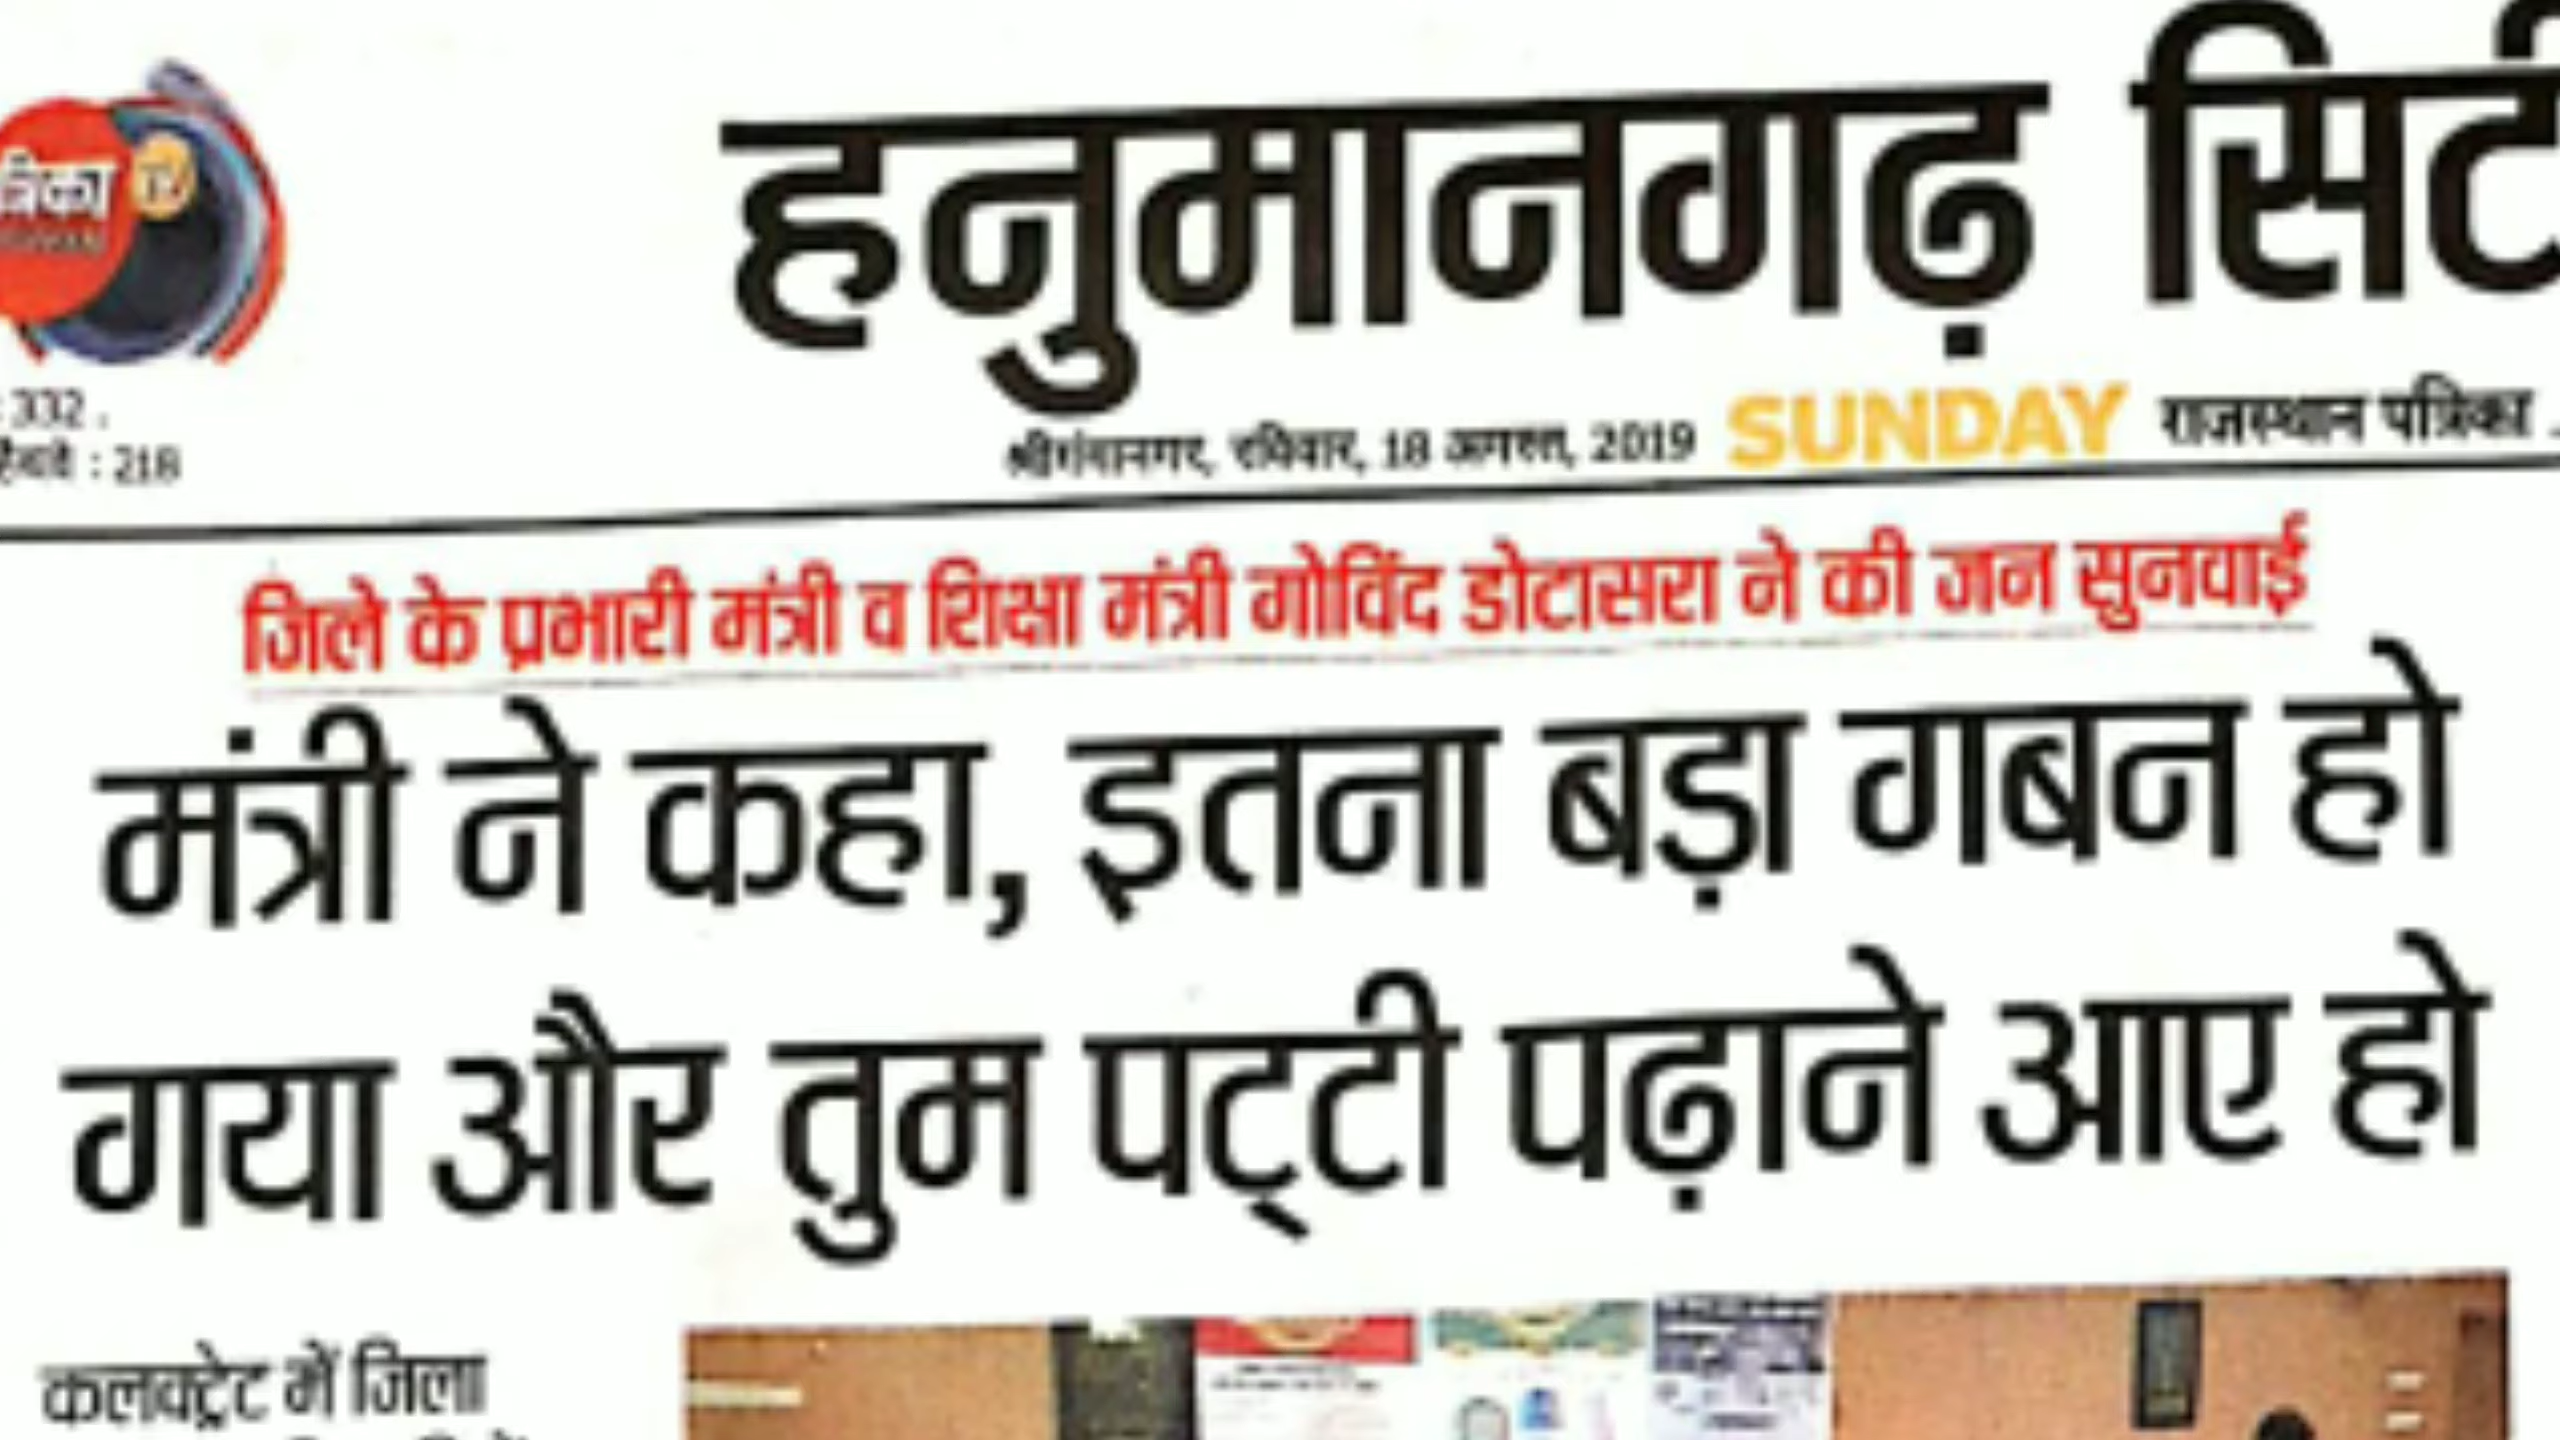 हनुमानगढ़ सिटी
त्रिका
: 332 .
: 218
श्रीगंगानगर, रविवार, 18 अगस्त, 2019 SUNDAY राजस्थान पत्रिका .
जिले के प्रभारी मंत्री व शिक्षा मंत्री गोविंद डोटासरा ने की जन सुनवाई
मंत्री ने कहा, इतना बड़ा गबन हो
गया और तुम पट्टी पढ़ाने आए हो
कलक्ट्रेट में जिला